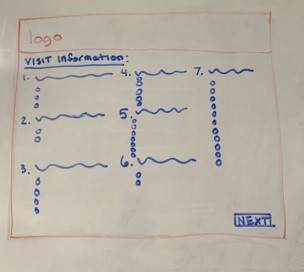 logo
VISIT Information:
1.
2.
3.
4.
5.
6.
7.
NEXT